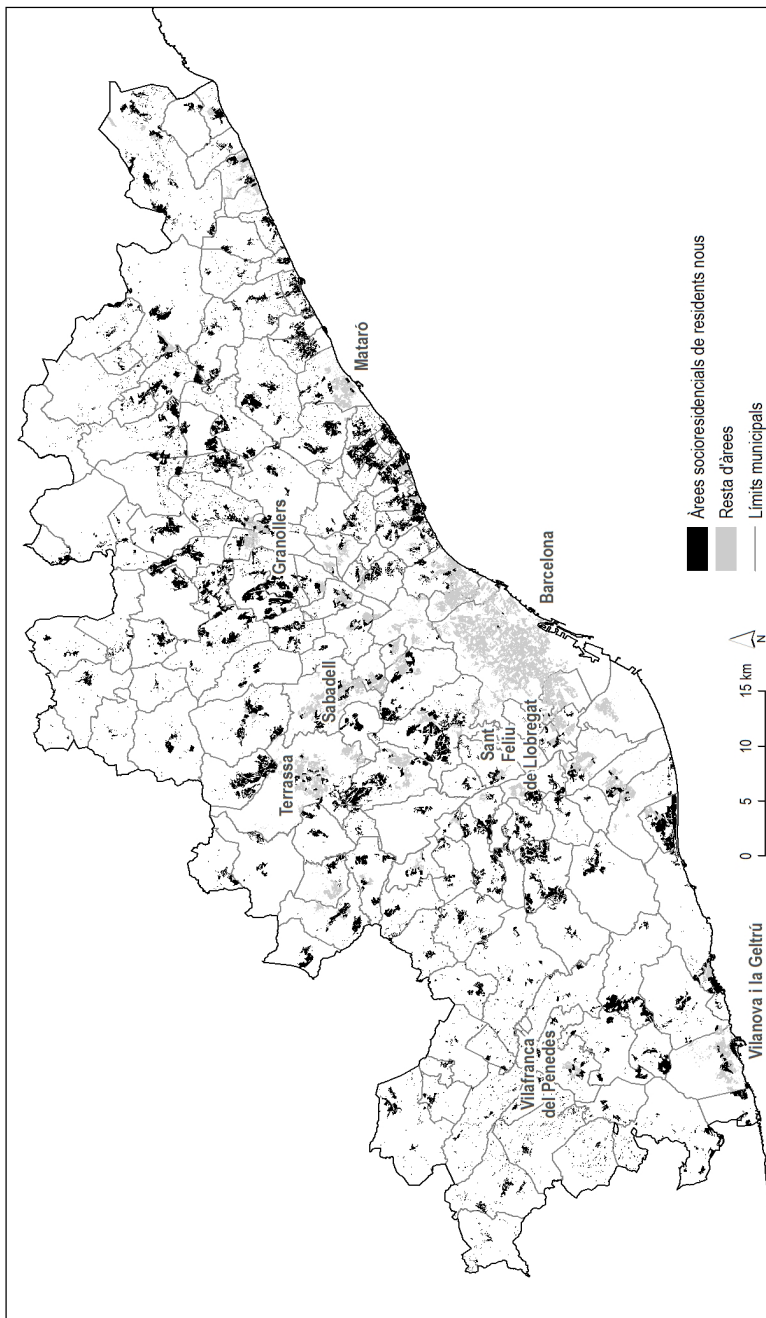 Terrassa
Sabadell
Granollers
Mataró
Sant
Feliu
de Llobregat
Barcelona
Vilafranca
del Penedes
Vilanova i la Geltrú
0 5 10 15 km
N
Àrees socioresidencials de residents nous
Resta d'àrees
Límits municipals